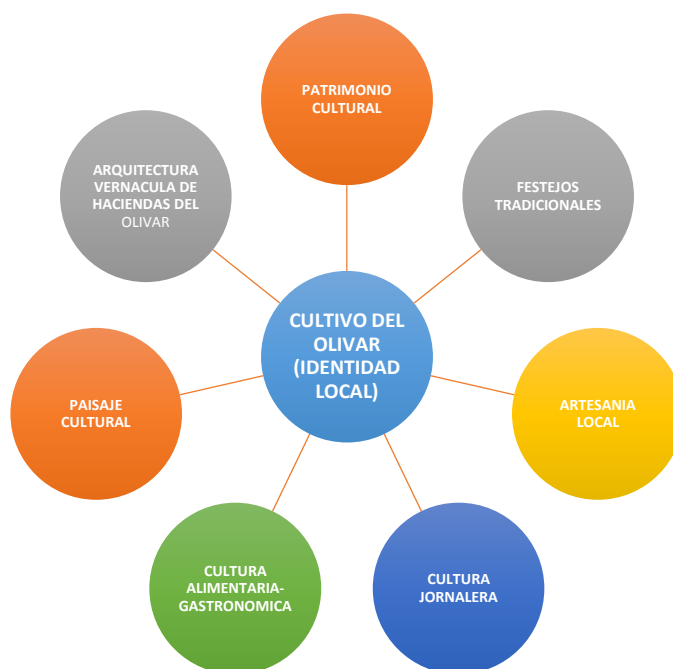 PATRIMONIO
CULTURAL
ARQUITECTURA
VERNACULA DE
HACIENDAS DEL
OLIVAR
FESTEJOS
TRADICIONALES
CULTIVO DEL
OLIVAR
(IDENTIDAD
LOCAL)
PAISAJE
CULTURAL
ARTESANIA
LOCAL
CULTURA
ALIMENTARIA-
GASTRONOMICA
CULTURA
JORNALERA